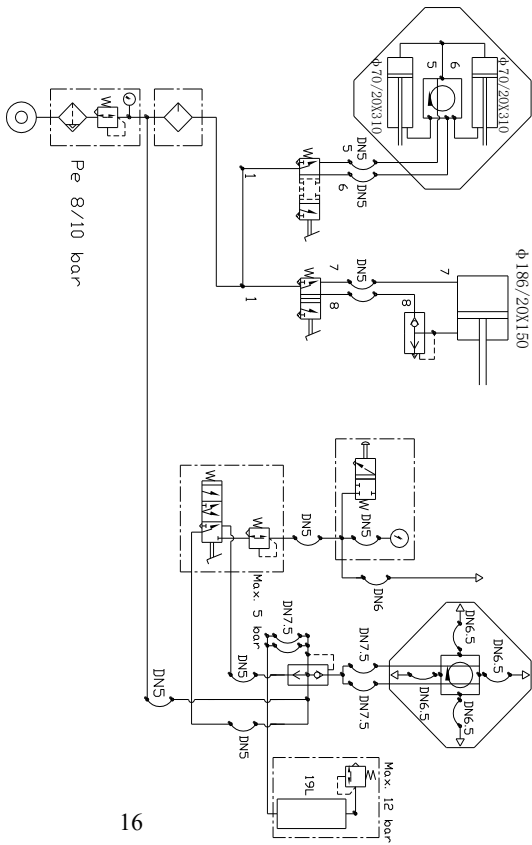 φ70/20X310
5
6
φ70/20X310
5
DN5
6
DN5
1
φ186/20X150
7
7
DN5
8
8
1
Pe 8/10 bar
DN5
DN5
DN6
Max. 5 bar
DN7.5
DN5
DN7.5
DN7.5
DN6.5
DN6.5
DN6.5
DN6.5
DN5
DN5
Max. 12 bar
19L
16